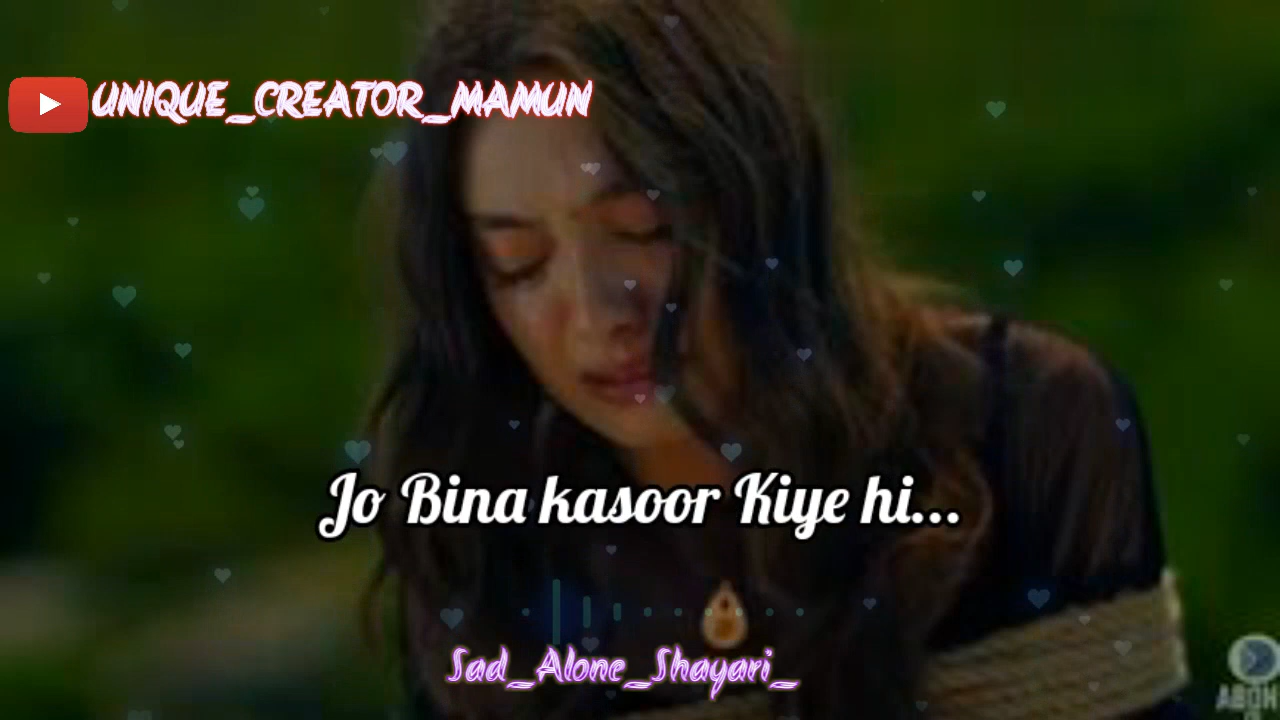 UNIQUE_CREATOR_MAMUN
Jo Bina kasoor Kiye hi...
Sad_Alone_Shayari_